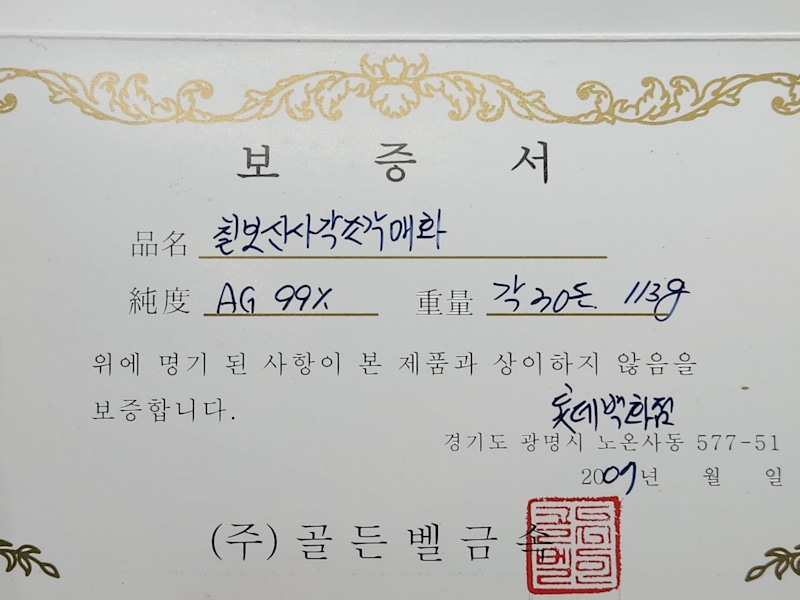 보 증 서
品名 칠보산사각조각매화
純度 AG 99% 重量 각 30돈 113g
위에 명기 된 사항이 본 제품과 상이하지 않음을
보증합니다.
롯데백화점
경기도 광명시 노온사동 577-51
2009년 월 일
(주) 골든벨금속